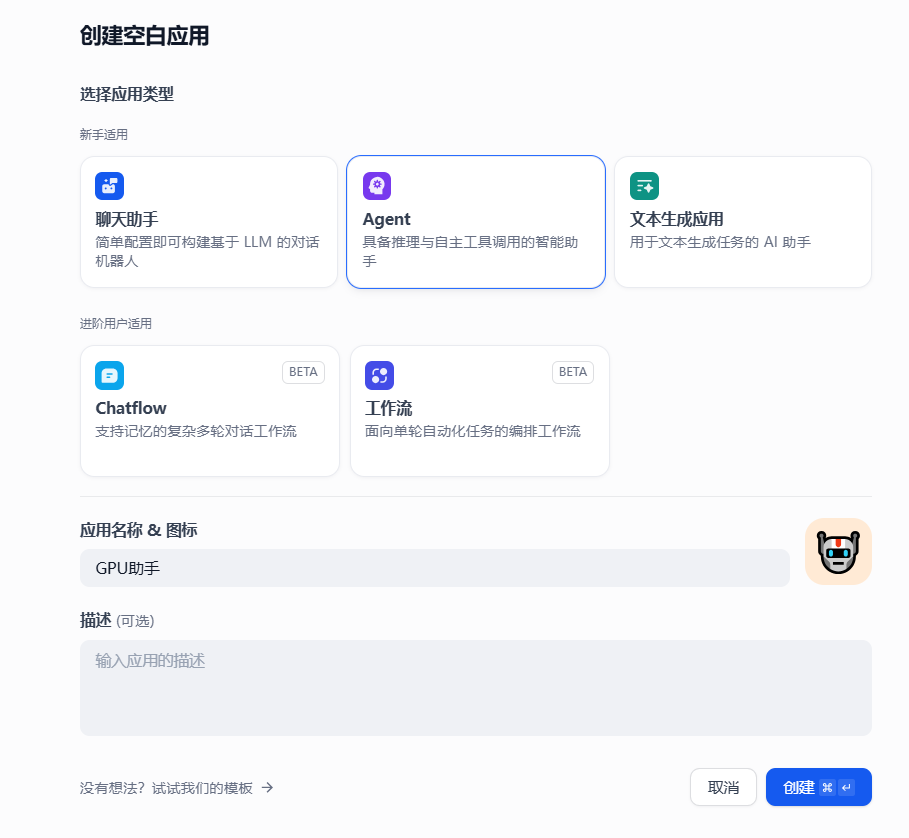 创建空白应用
选择应用类型
新手适用
聊天助手
简单配置即可构建基于 LLM 的对话
机器人
Agent
具备推理与自主工具调用的智能助
手
文本生成应用
用于文本生成任务的 AI 助手
进阶用户适用
BETA
Chatflow
支持记忆的复杂多轮对话工作流
BETA
工作流
面向单轮自动化任务的编排工作流
应用名称 & 图标
GPU助手
描述 (可选)
输入应用的描述
没有想法？试试我们的模板 →
取消
创建 ⌘ ↵